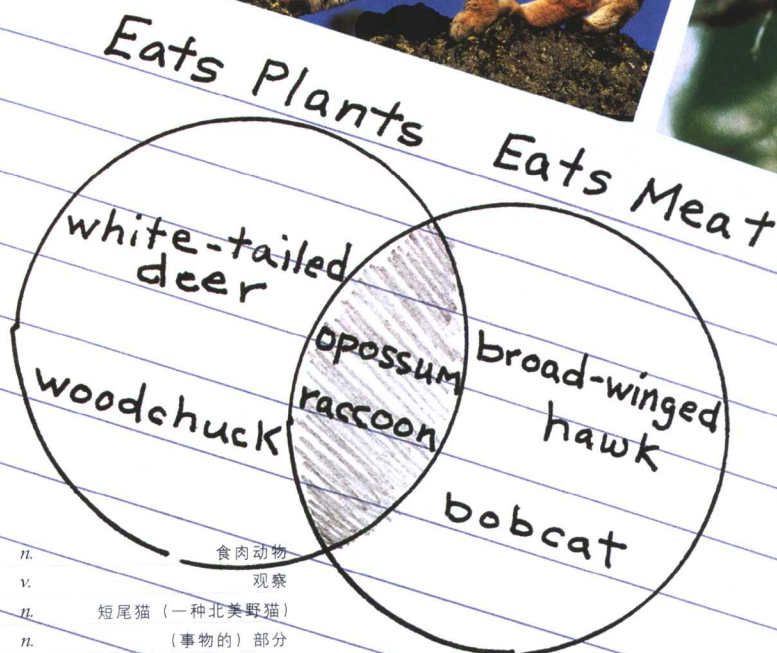 Eats Plants
Eats Meat
white-tailed
deer
woodchuck
opossum
raccoon
broad-winged
hawk
bobcat
n. 食肉动物
v. 观察
n. 短尾猫（一种北美野猫）
n. （事物的）部分